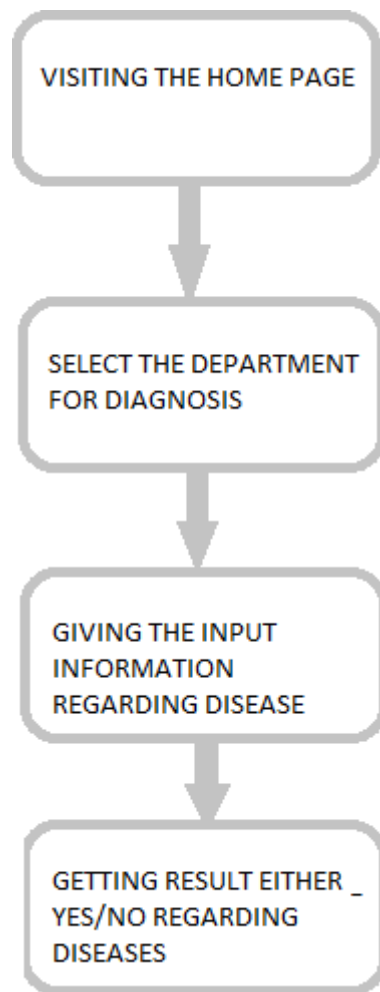 VISITING THE HOME PAGE
SELECT THE DEPARTMENT
FOR DIAGNOSIS
GIVING THE INPUT
INFORMATION
REGARDING DISEASE
GETTING RESULT EITHER _
YES/NO REGARDING
DISEASES